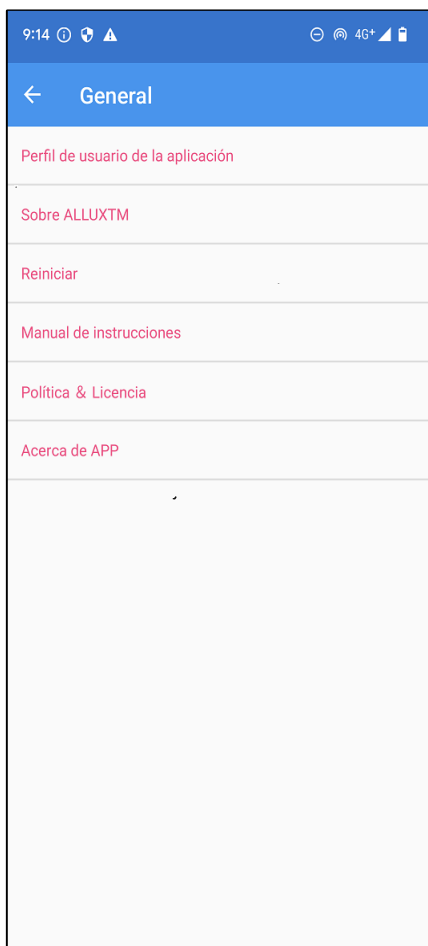 9:14 4G+
General
Perfil de usuario de la aplicación
Sobre ALLUXTM
Reiniciar
Manual de instrucciones
Política & Licencia
Acerca de APP